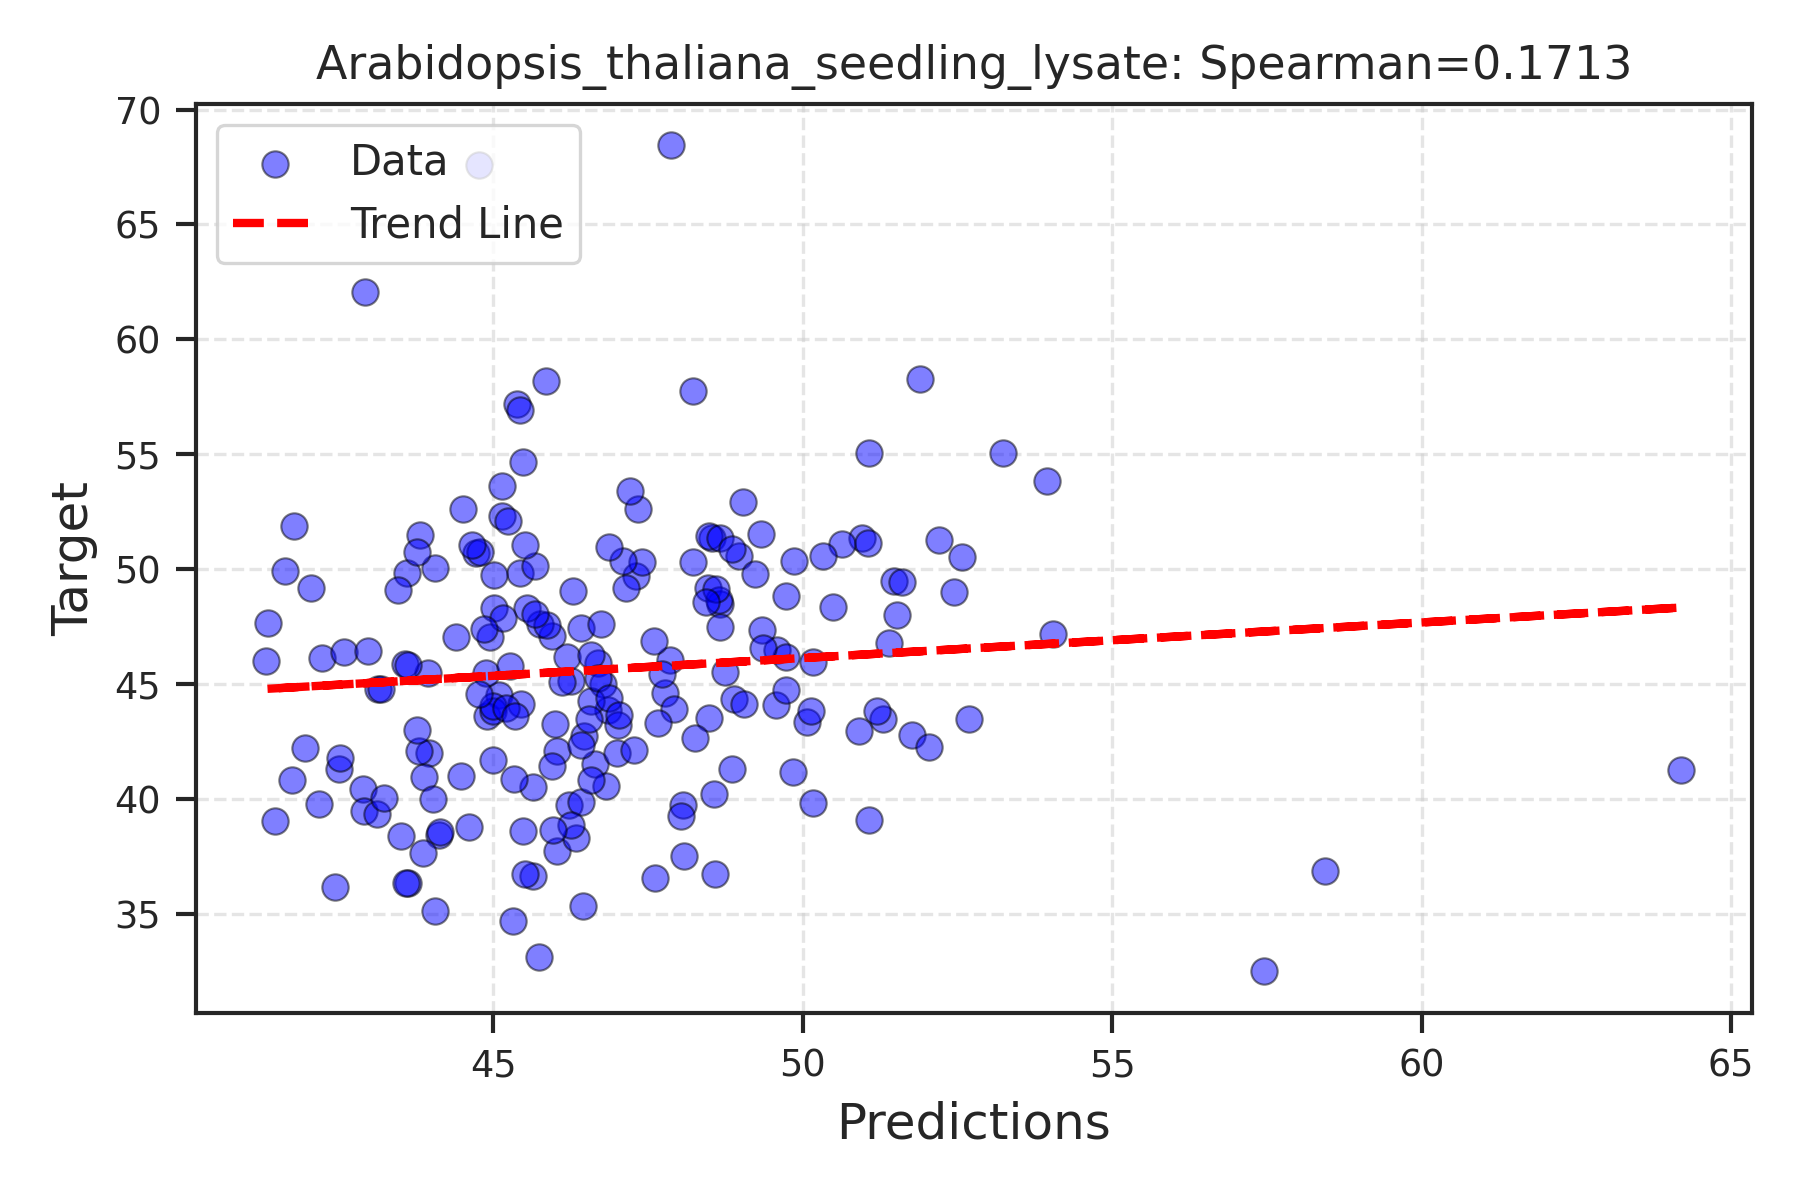 Arabidopsis_thaliana_seedling_lysate: Spearman=0.1713
Data
Trend Line
70
65
60
55
50
45
40
35
Target
45
50
55
60
65
Predictions